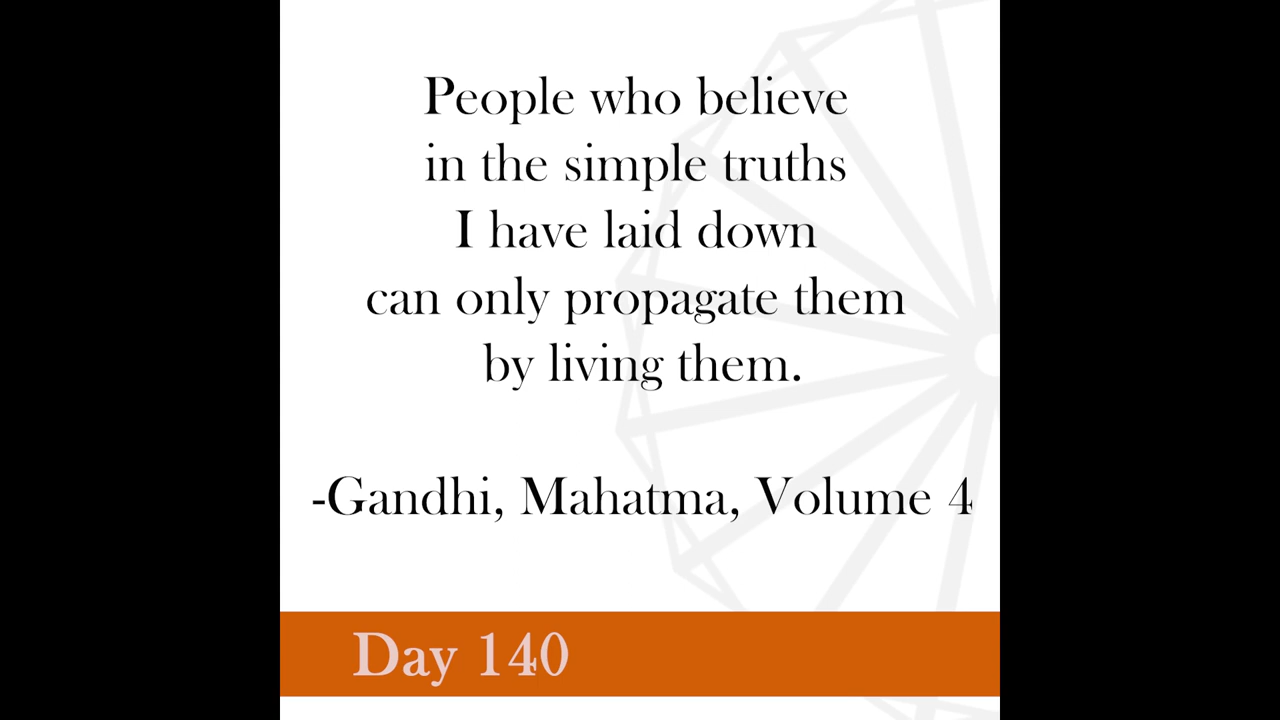 People who believe
in the simple truths
I have laid down
can only propagate them
by living them.
-Gandhi, Mahatma, Volume 4
Day 140